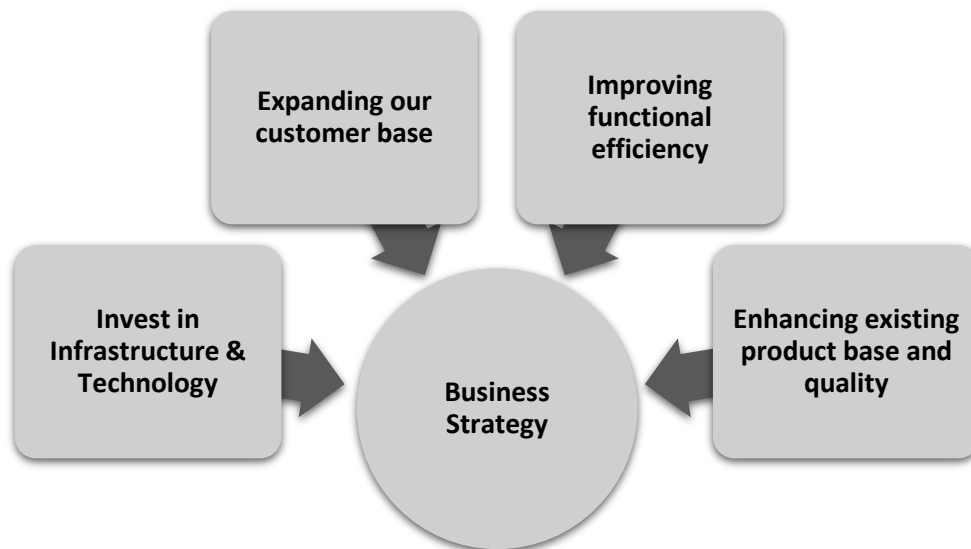 Expanding our
customer base
Improving
functional
efficiency
Invest in
Infrastructure &
Technology
Enhancing existing
product base and
quality
Business
Strategy